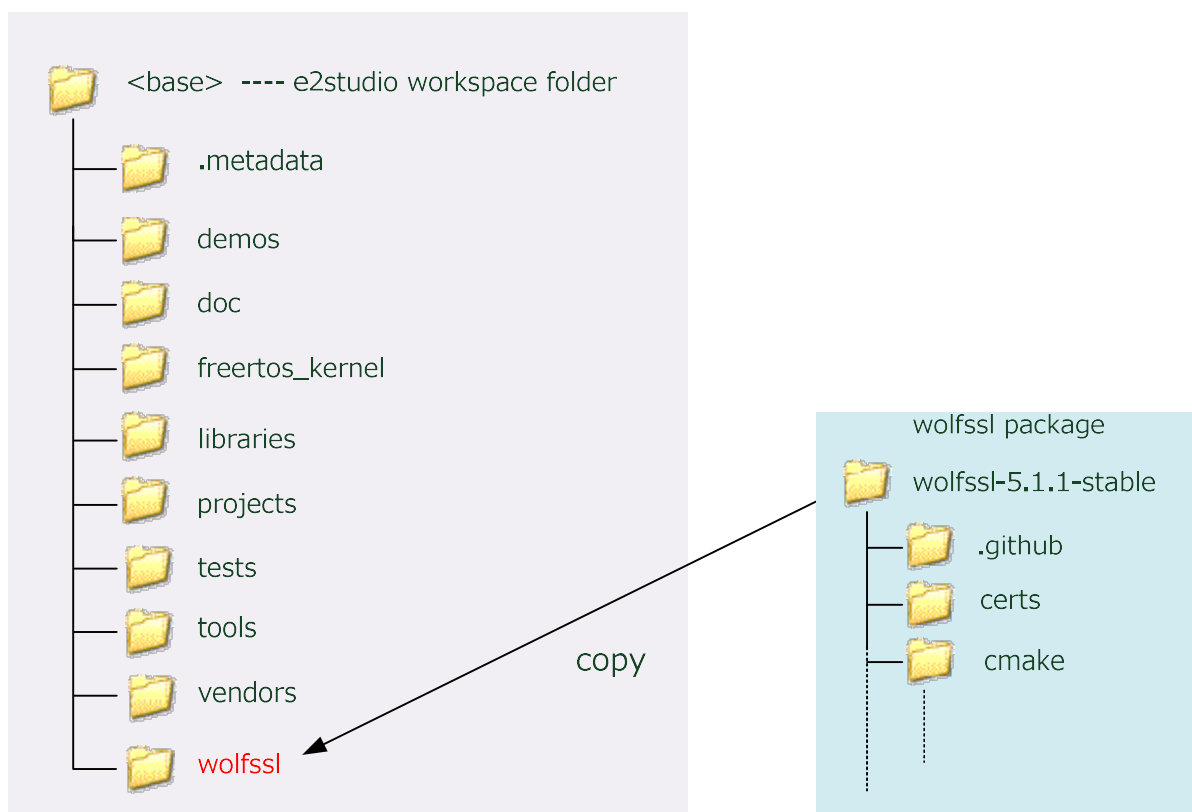 <base> ---- e2studio workspace folder
.metadata
demos
doc
freertos_kernel
libraries
projects
tests
tools
vendors
wolfssl
copy
wolfssl package
wolfssl-5.1.1-stable
.github
certs
cmake